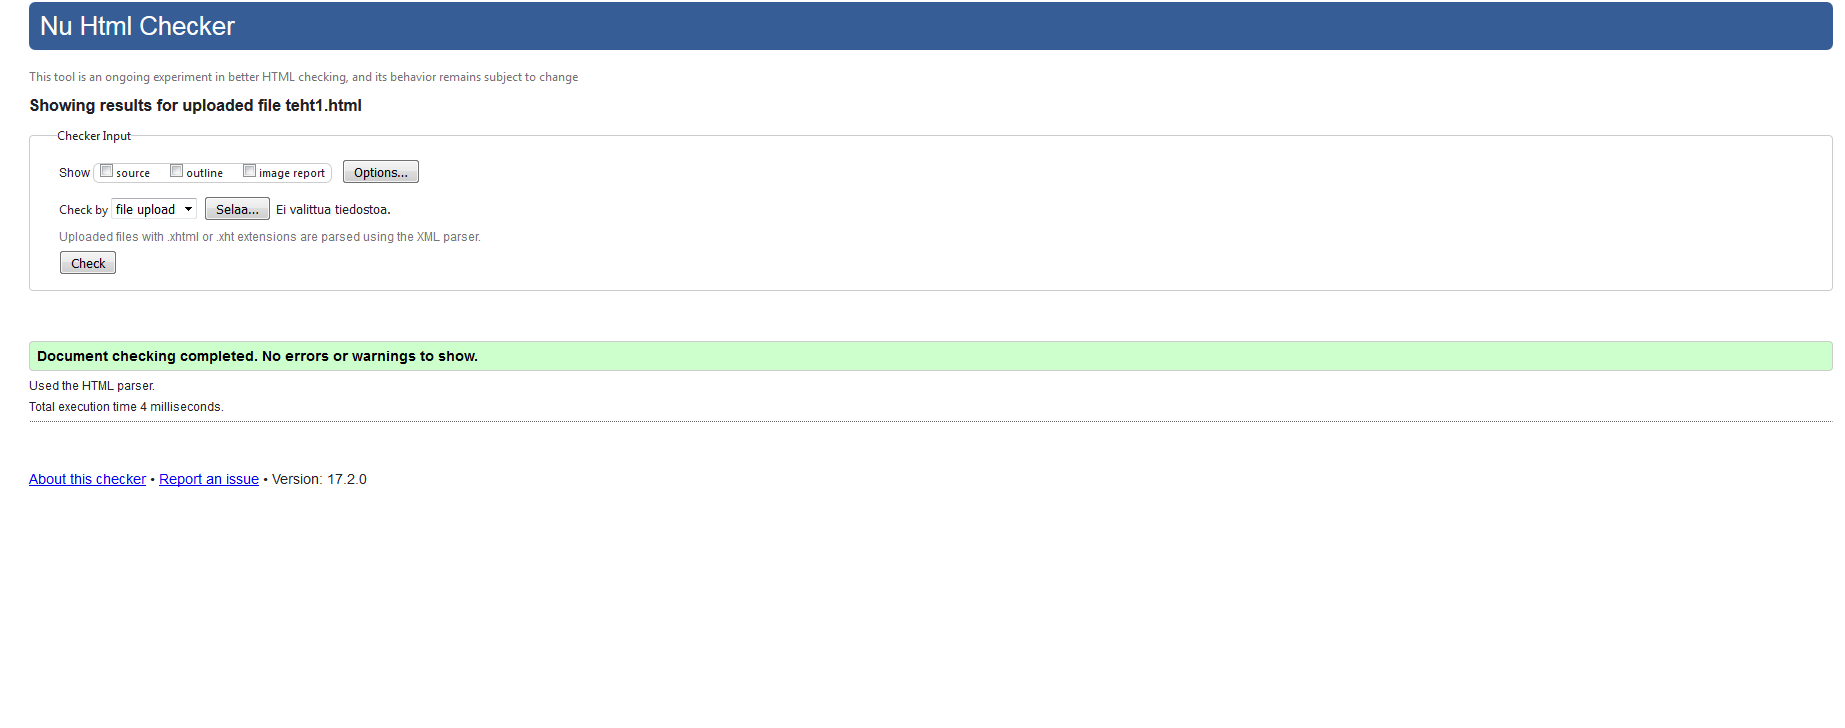 Nu Html Checker
This tool is an ongoing experiment in better HTML checking, and its behavior remains subject to change
Showing results for uploaded file teht1.html
Checker Input
Show source outline image report Options...
Check by file upload Selaa... Ei valittua tiedostoa.
Uploaded files with .xhtml or .xht extensions are parsed using the XML parser.
Check
Document checking completed. No errors or warnings to show.
Used the HTML parser.
Total execution time 4 milliseconds.
About this checker • Report an issue • Version: 17.2.0